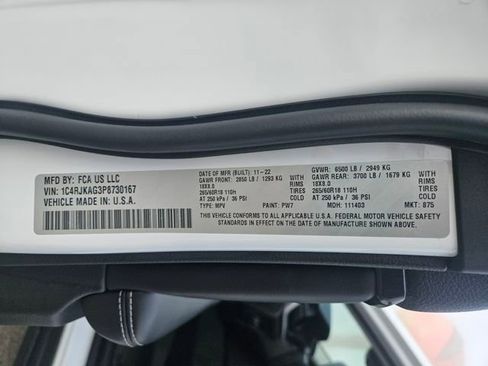 MFD BY: FCA US LLC
VIN: 1C4RJKAG3P8730167
VEHICLE MADE IN: U.S.A.
DATE OF MFR (BUILT): 11-22
GAWR FRONT: 2850 LB / 1293 KG
18X8.0 RIMS
265/60R18 110H TIRES
AT 250 kPa / 36 PSI
TYPE: MPV PAINT: PW7
GVWR: 6500 LB / 2949 KG
GAWR REAR: 3700 LB / 1679 KG
18X8.0 RIMS
265/60R18 110H TIRES
AT 250 kPa / 36 PSI
MDH: 111403 MKT: 875
THIS VEHICLE CONFORMS TO ALL APPLICABLE U.S.A. FEDERAL MOTOR VEHICLE SAFETY
STANDARDS IN EFFECT ON THE DATE OF MANUFACTURE SHOWN ABOVE.